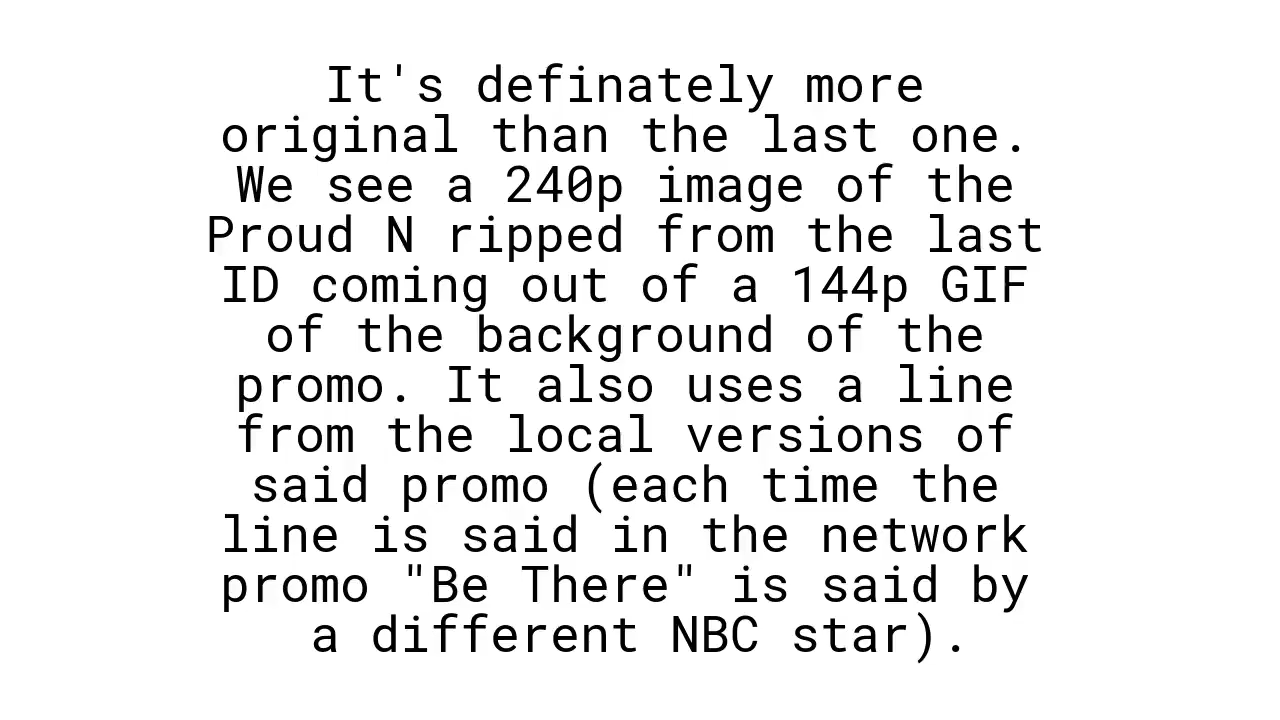 It's definately more
original than the last one.
We see a 240p image of the
Proud N ripped from the last
ID coming out of a 144p GIF
of the background of the
promo. It also uses a line
from the local versions of
said promo (each time the
line is said in the network
promo "Be There" is said by
a different NBC star).